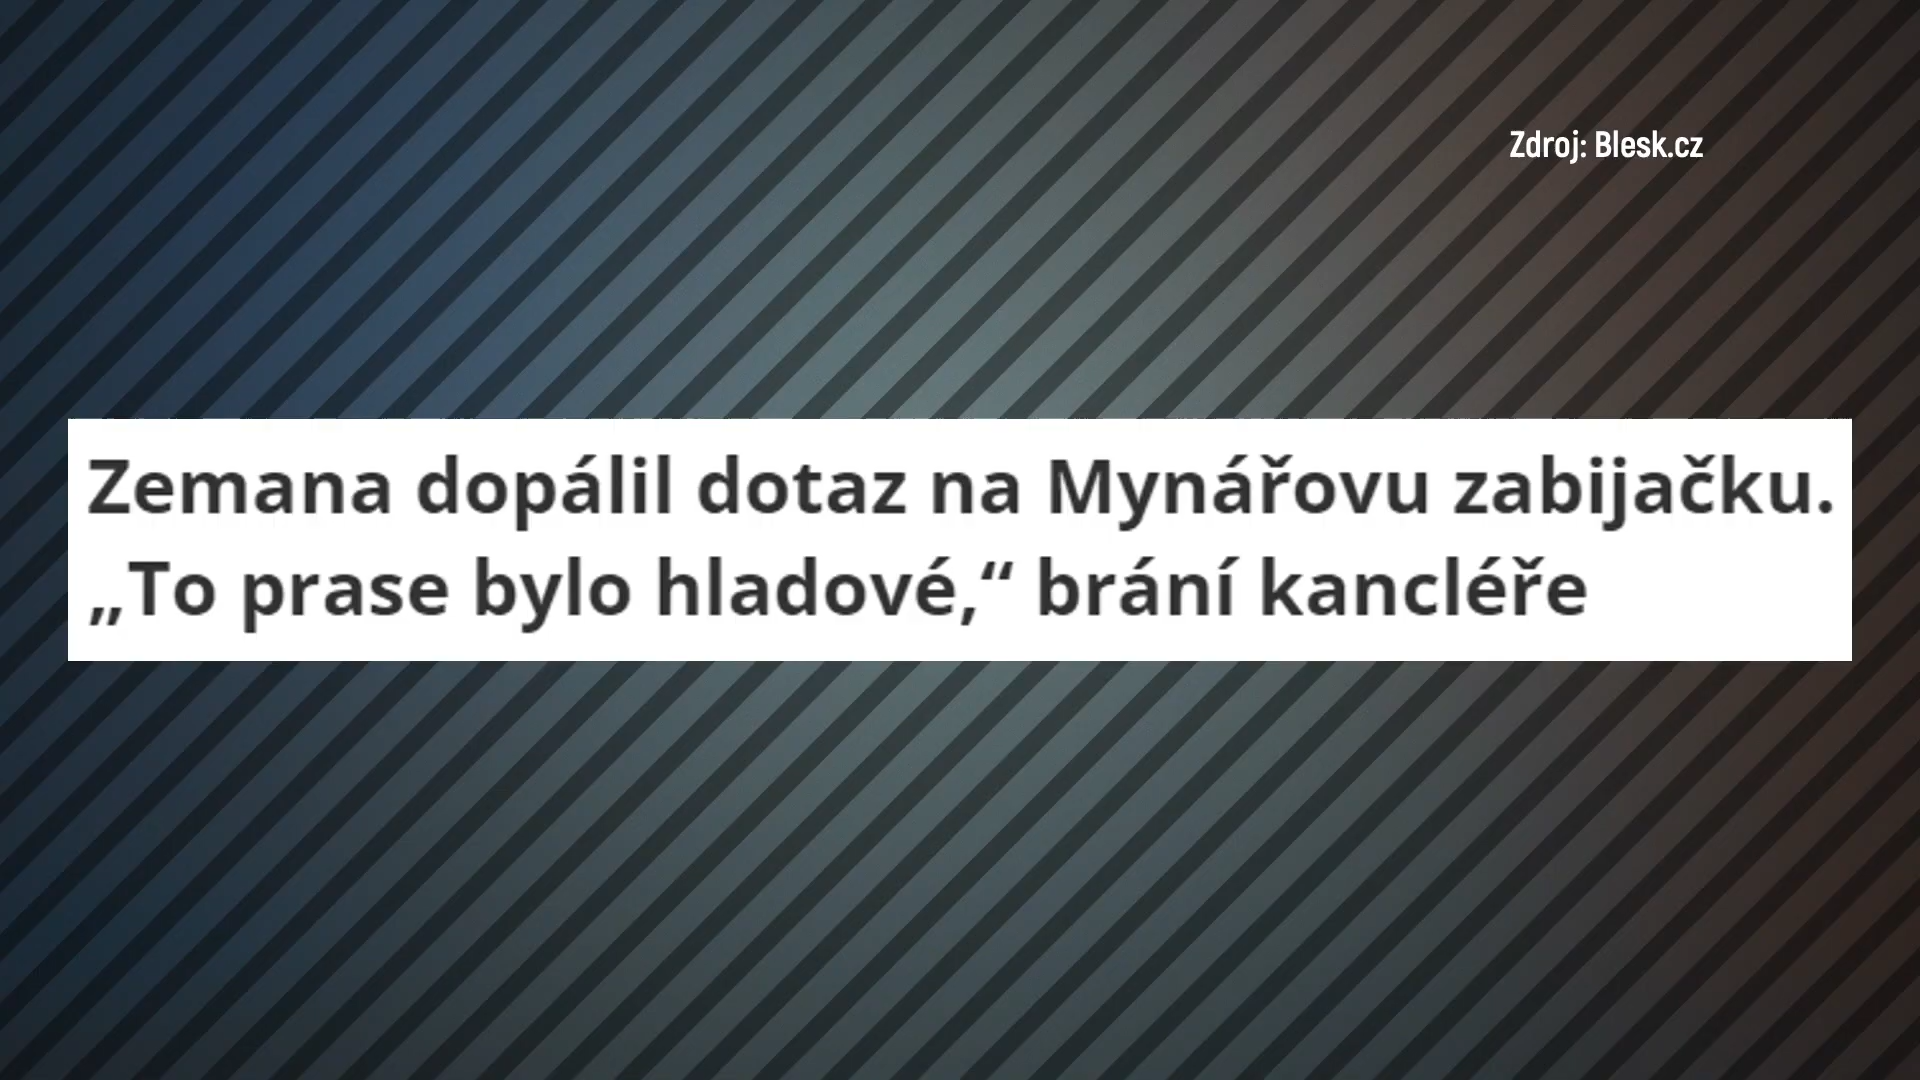 Zdroj: Blesk.cz
Zemana dopálil dotaz na Mynářovu zabijačku.
„To prase bylo hladové,“ brání kancléře